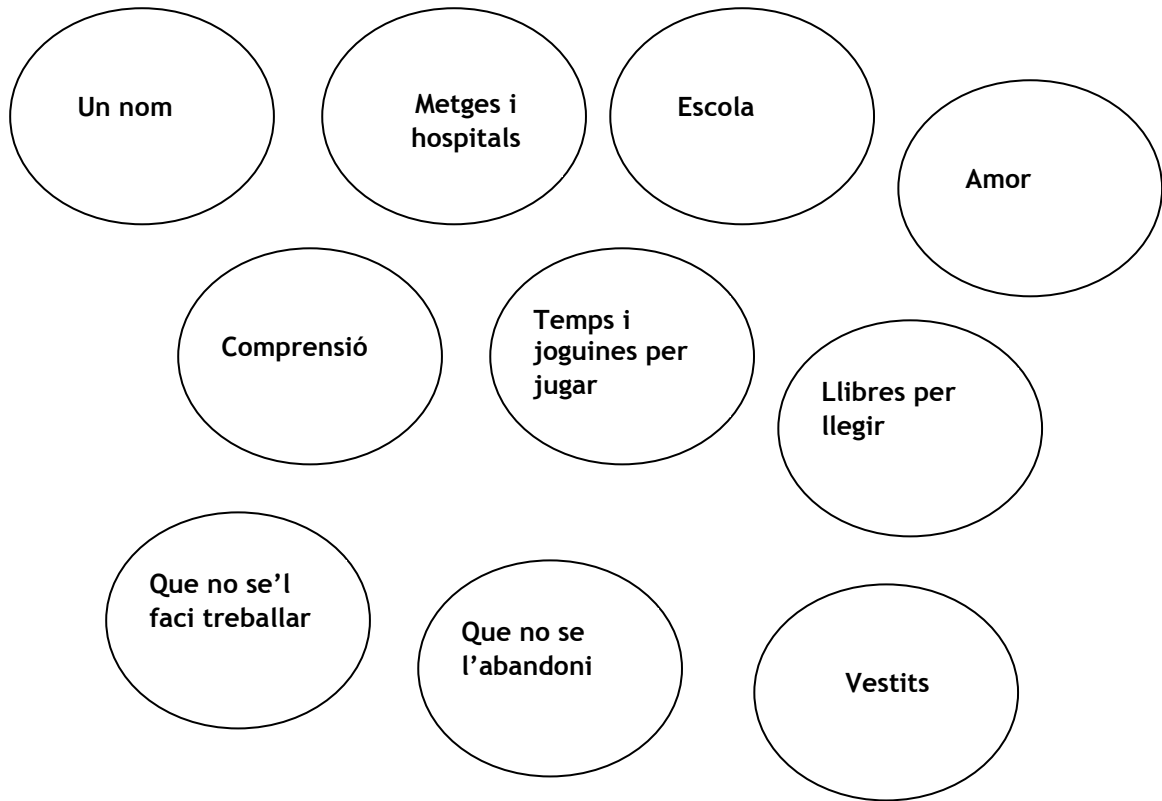 Un nom
Metges i
hospitals
Escola
Amor
Comprensió
Temps i
joguines per
jugar
Llibres per
llegir
Que no se’l
faci treballar
Que no se
l’abandoni
Vestits